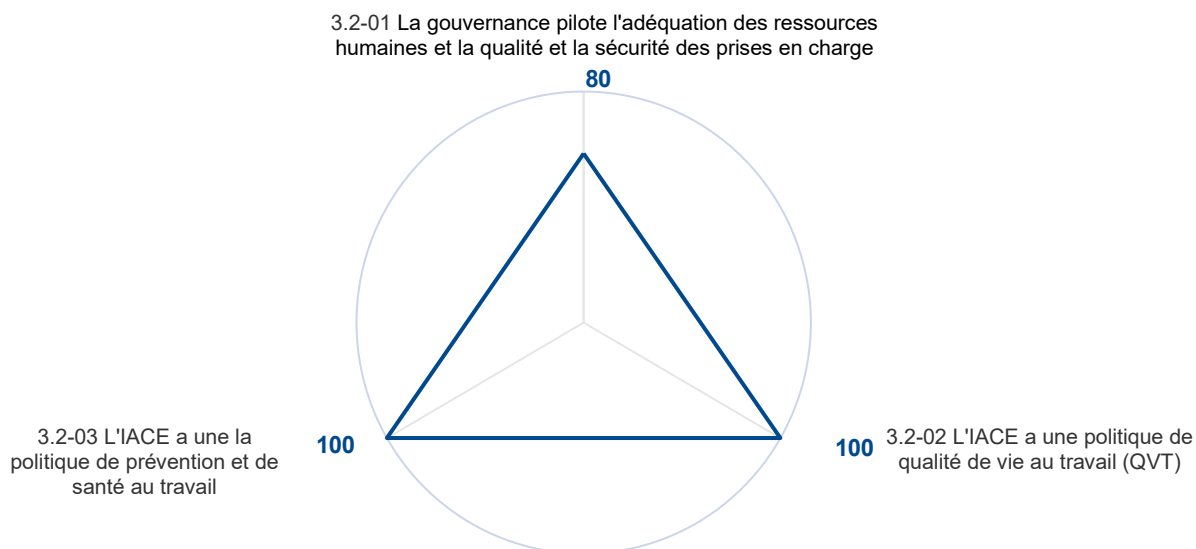 3.2-01 La gouvernance pilote l'adéquation des ressources
humaines et la qualité et la sécurité des prises en charge
80
3.2-03 L'IACE a une la
politique de prévention et de
santé au travail
100
100
3.2-02 L'IACE a une politique de
qualité de vie au travail (QVT)